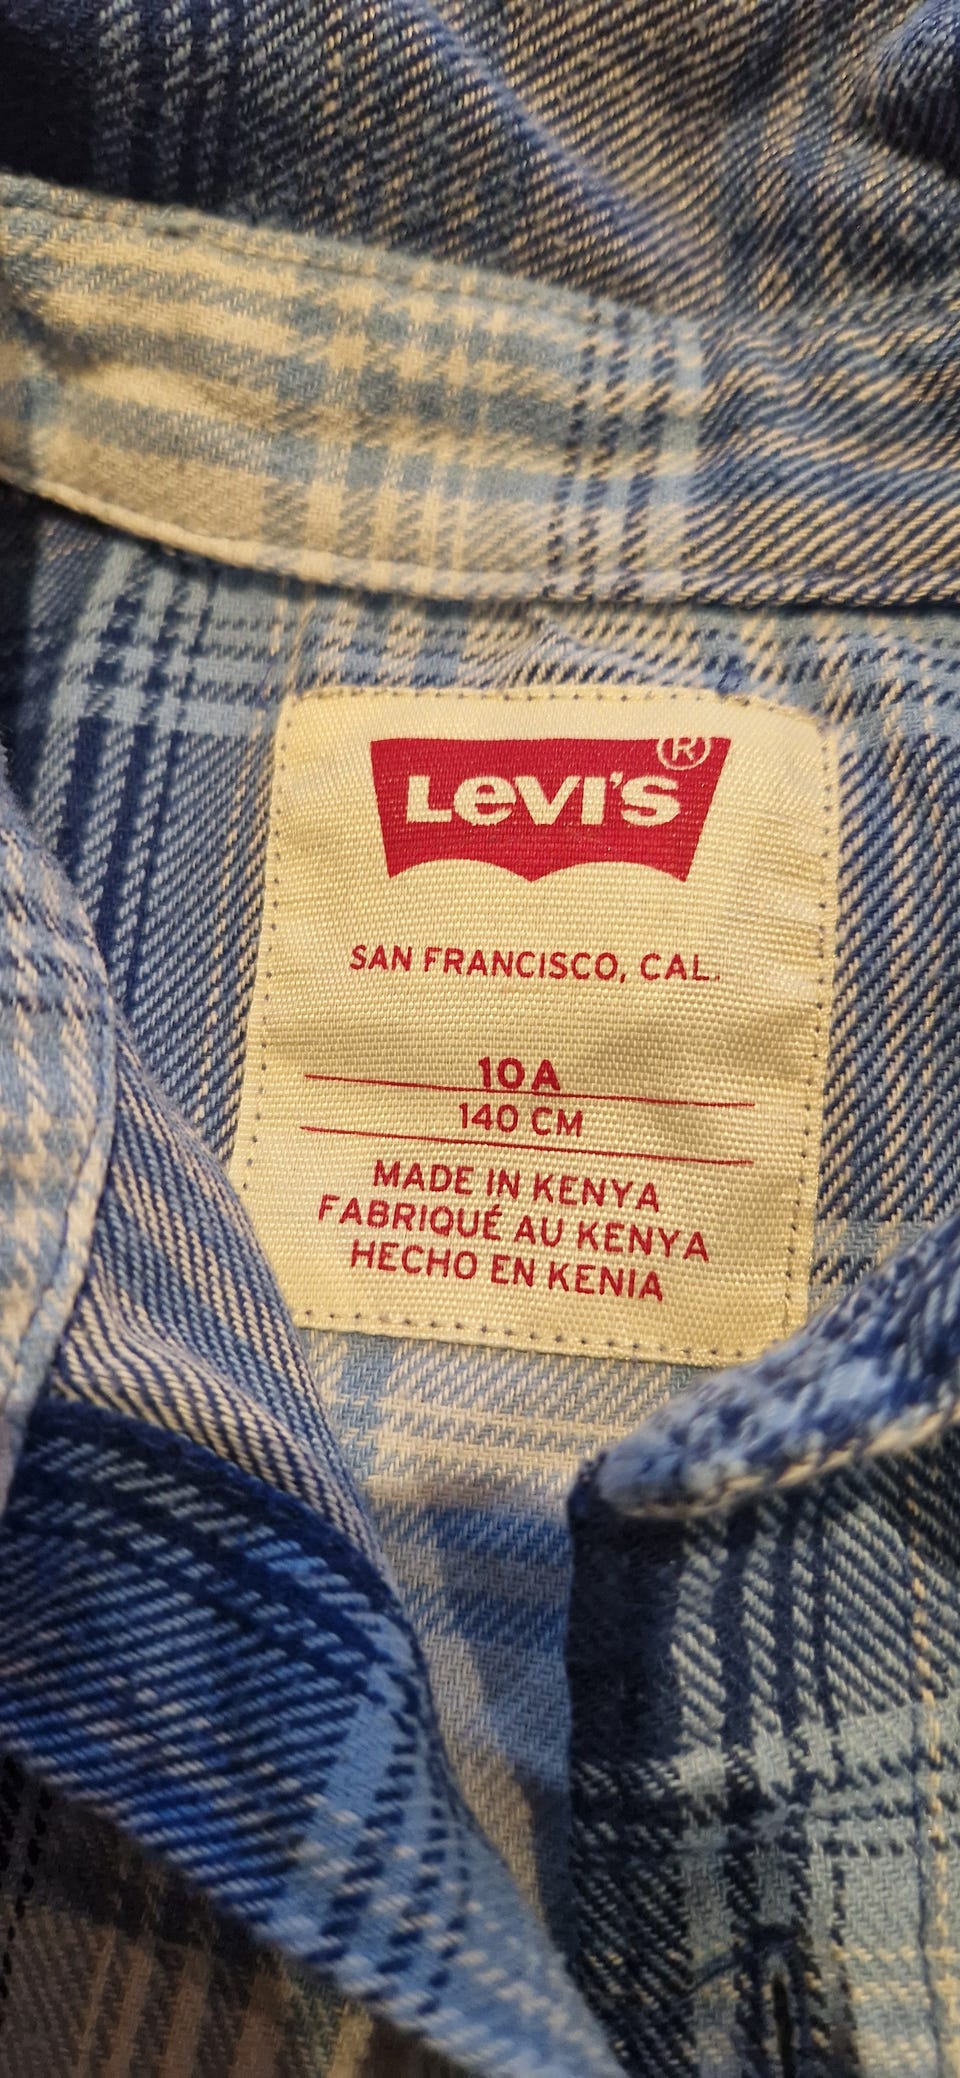 Levi's®
SAN FRANCISCO, CAL.
10A
140 CM
MADE IN KENYA
FABRIQUÉ AU KENYA
HECHO EN KENIA